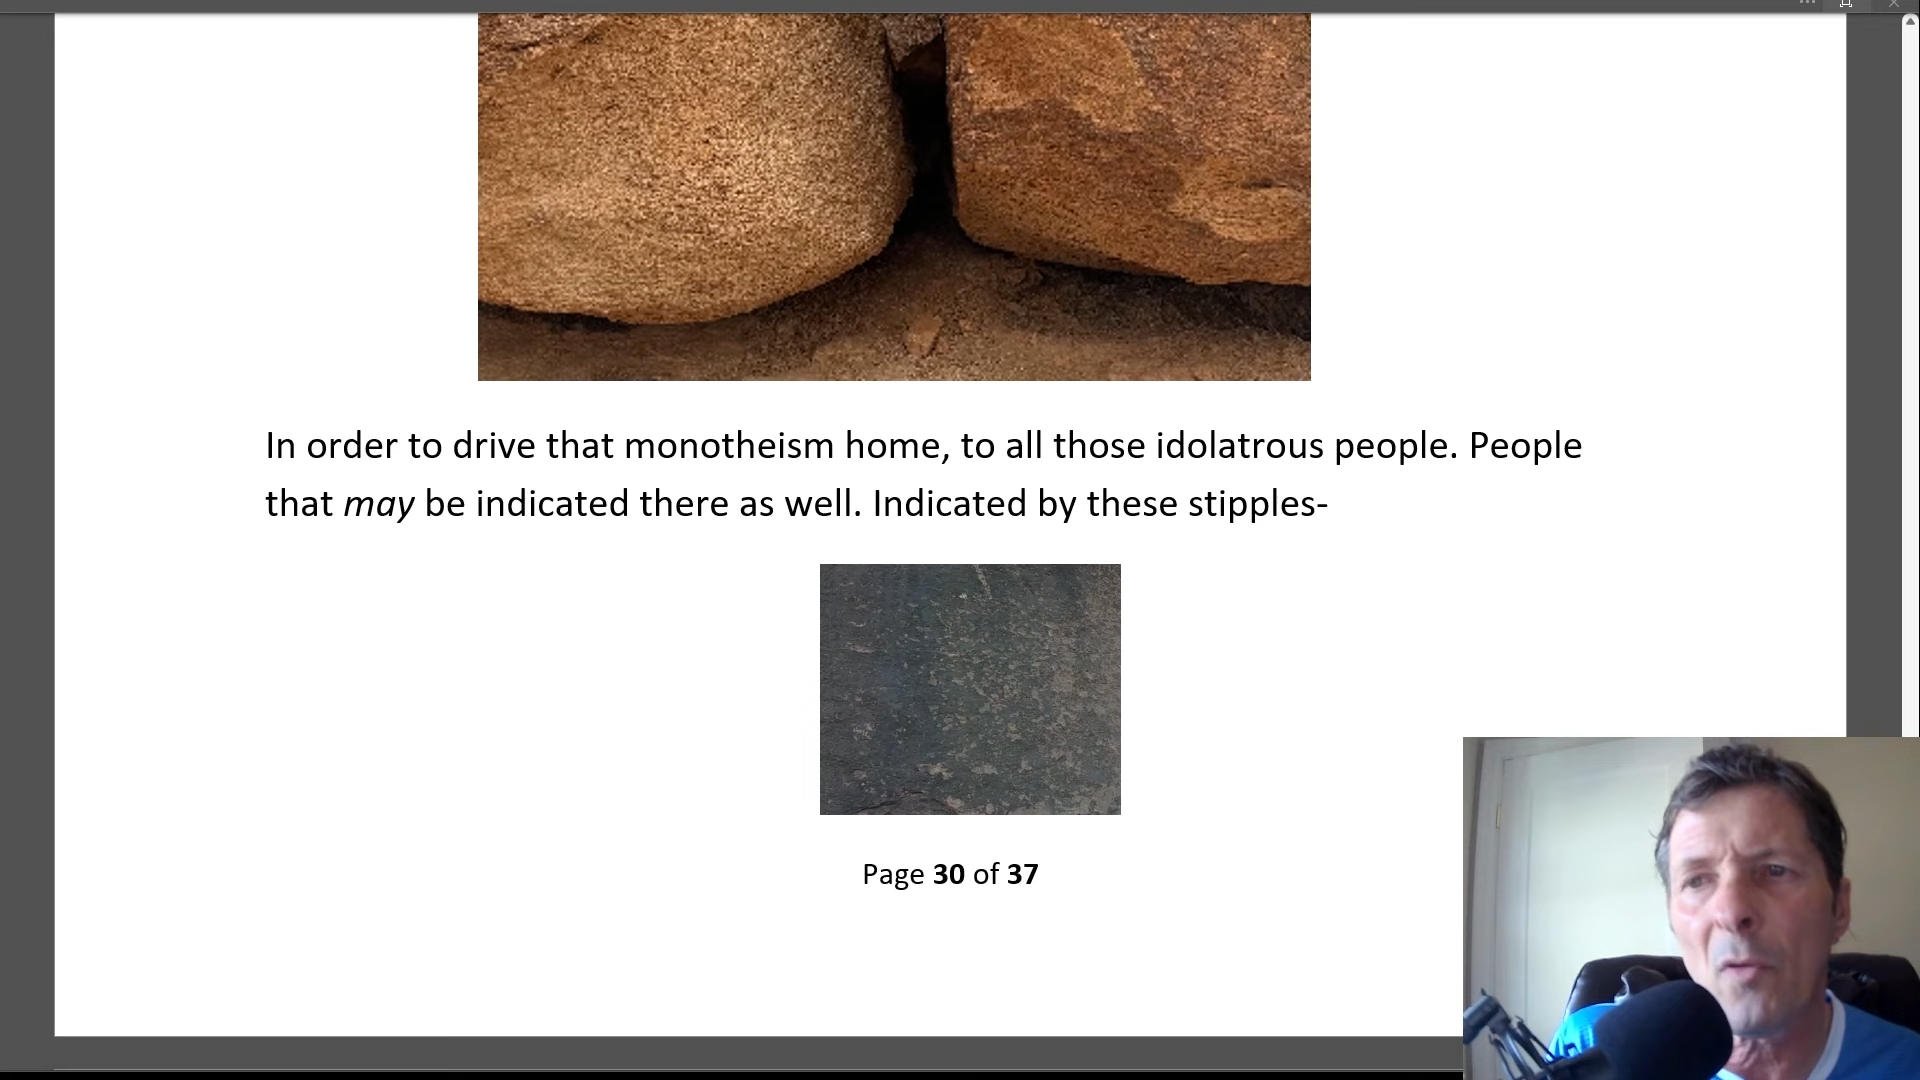 In order to drive that monotheism home, to all those idolatrous people. People
that may be indicated there as well. Indicated by these stipples-
Page 30 of 37